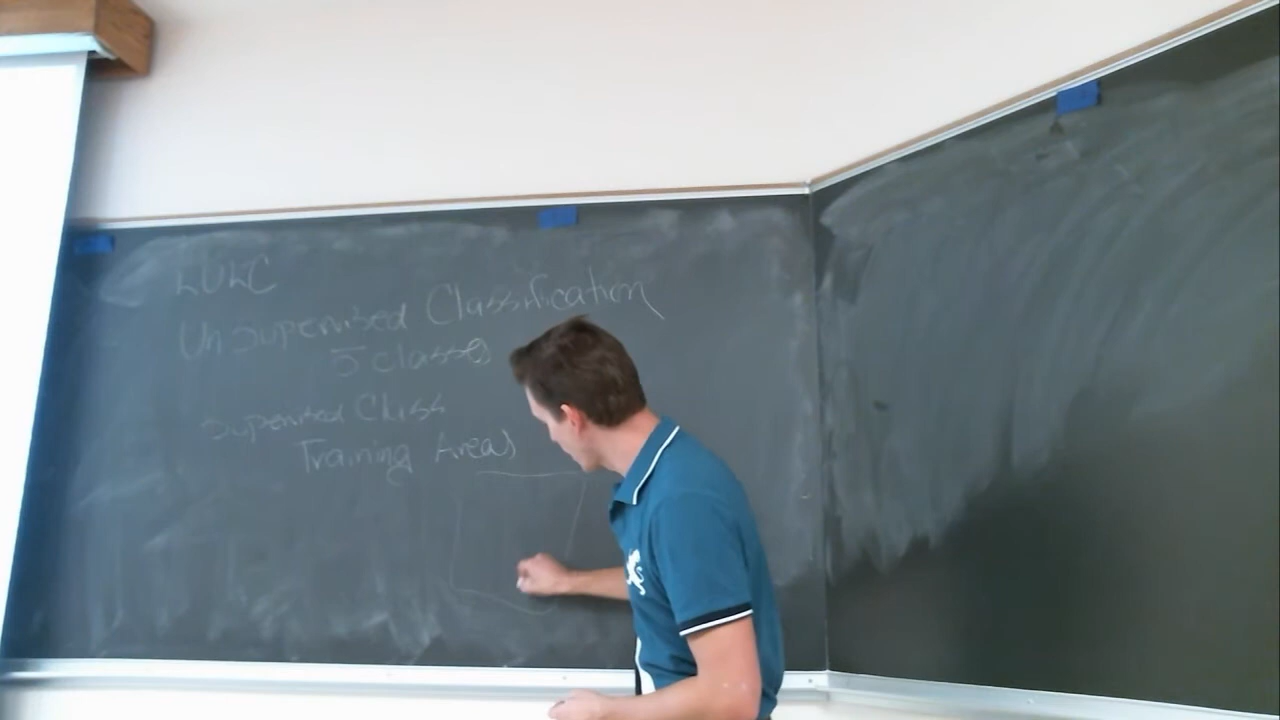 LULC
Unsupervised Classification
5 classes
Supervised Class
Training Areas